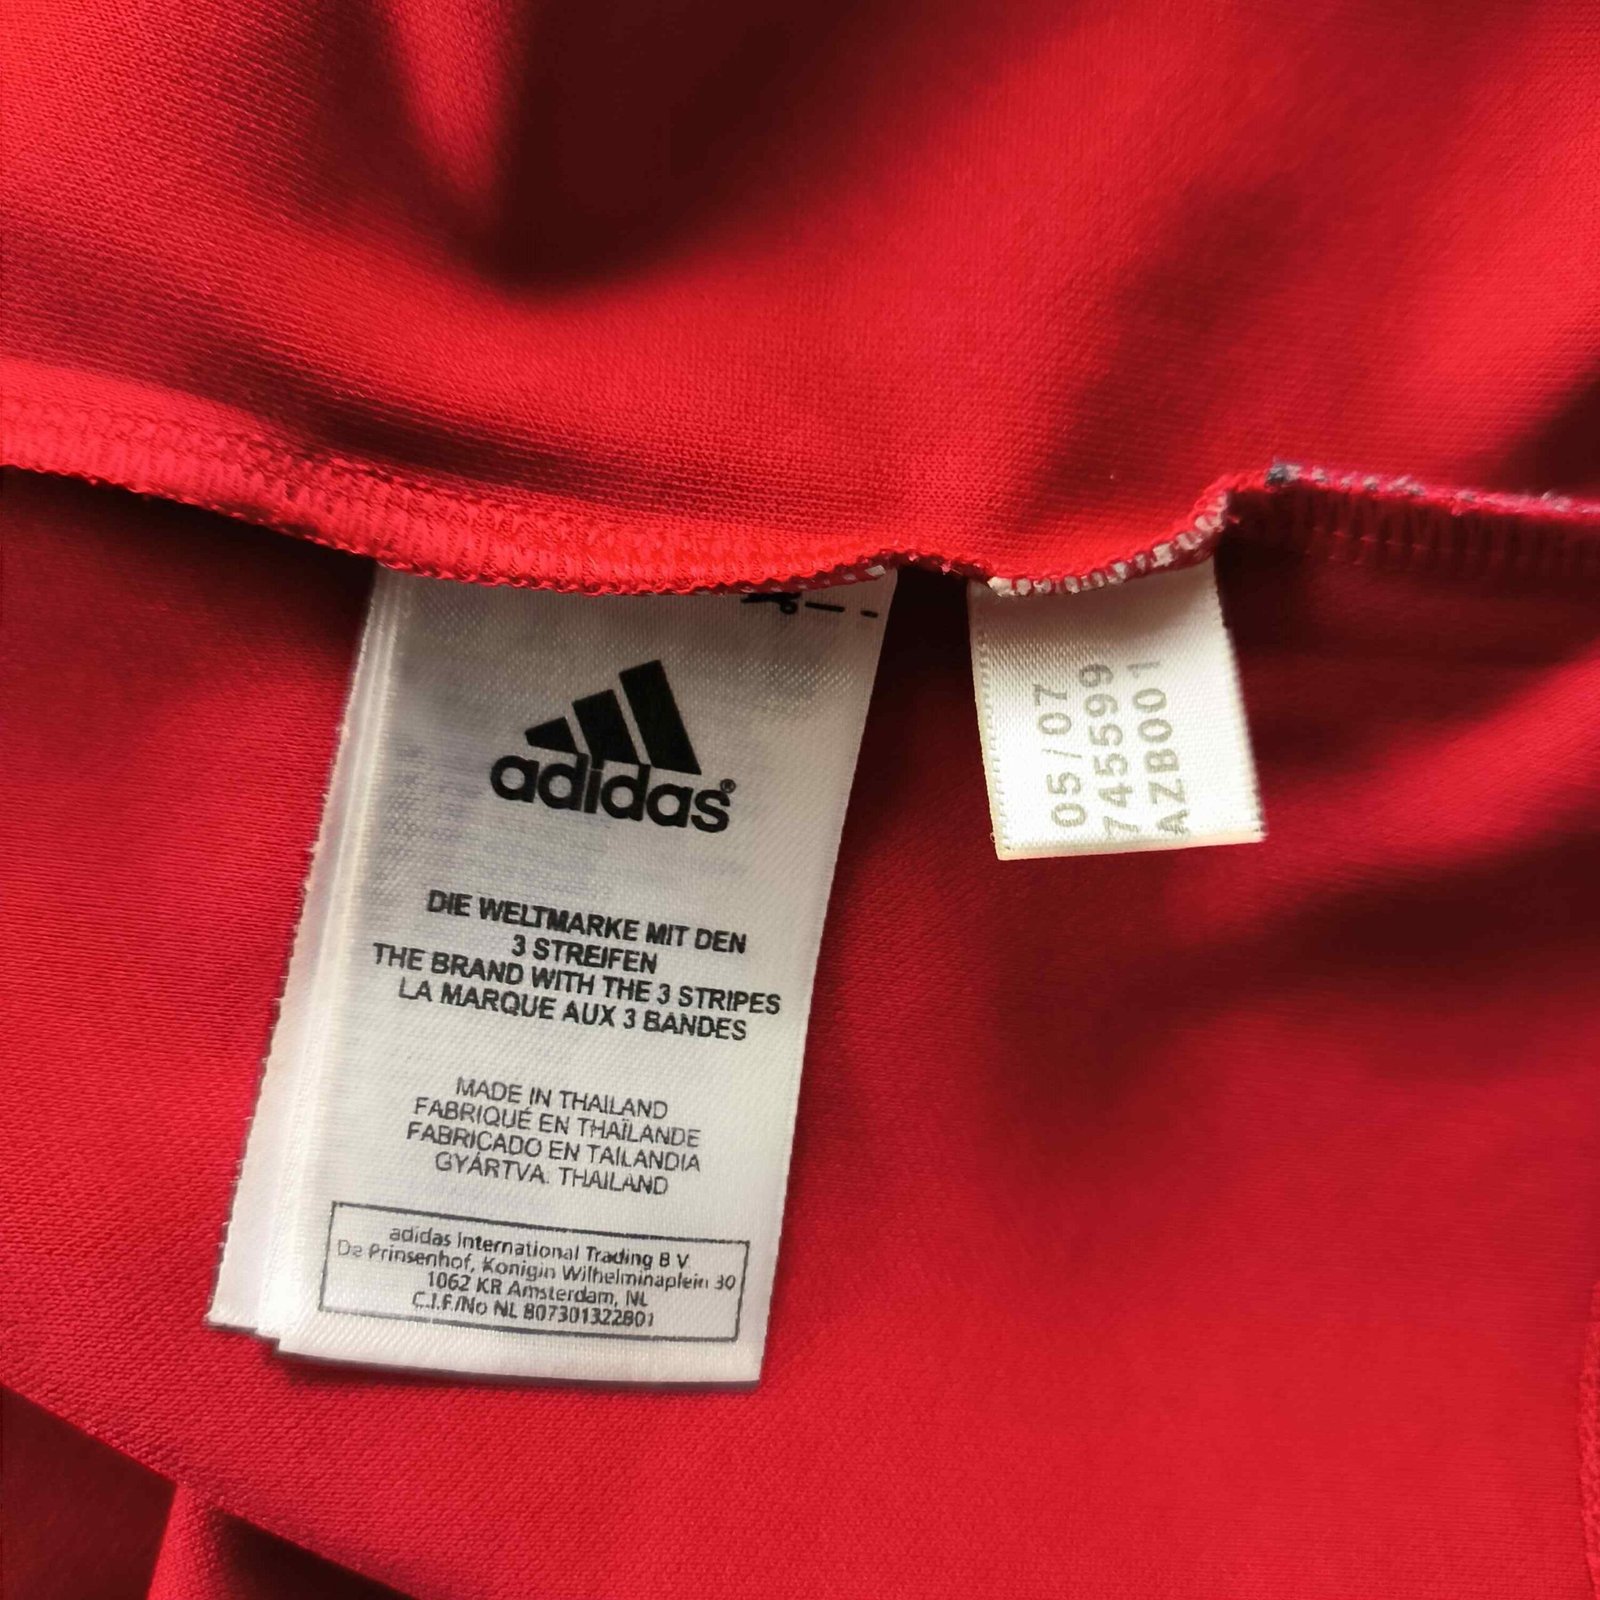 adidas®
DIE WELTMARKE MIT DEN
3 STREIFEN
THE BRAND WITH THE 3 STRIPES
LA MARQUE AUX 3 BANDES
MADE IN THAILAND
FABRIQUÉ EN THAÏLANDE
FABRICADO EN TAILANDIA
GYÁRTVA: THAILAND
adidas International Trading B V
De Prinsenhof, Konigin Wilhelminaplein 30
1062 KR Amsterdam, NL
C.I.F./No NL 807301322B01
05/07
745599
AZB001